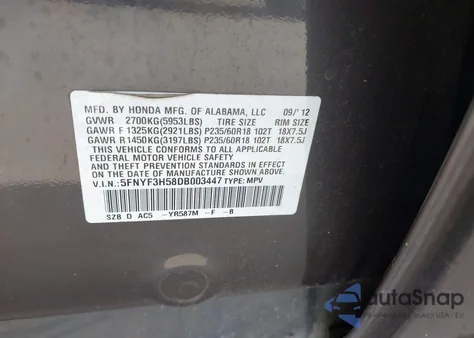 MFD. BY HONDA MFG. OF ALABAMA, LLC 09/'12
GVWR 2700KG(5953LBS) TIRE SIZE RIM SIZE
GAWR F 1325KG(2921LBS) P235/60R18 102T 18X7.5J
GAWR R 1450KG(3197LBS) P235/60R18 102T 18X7.5J
THIS VEHICLE CONFORMS TO ALL APPLICABLE
FEDERAL MOTOR VEHICLE SAFETY
AND THEFT PREVENTION STANDARDS IN EFFECT
ON THE DATE OF MANUFACTURE SHOWN ABOVE.
V.I.N.:5FNYF3H58DB003447 TYPE: MPV
SZB D AC5 -YR587M -F -B
AutoSnap